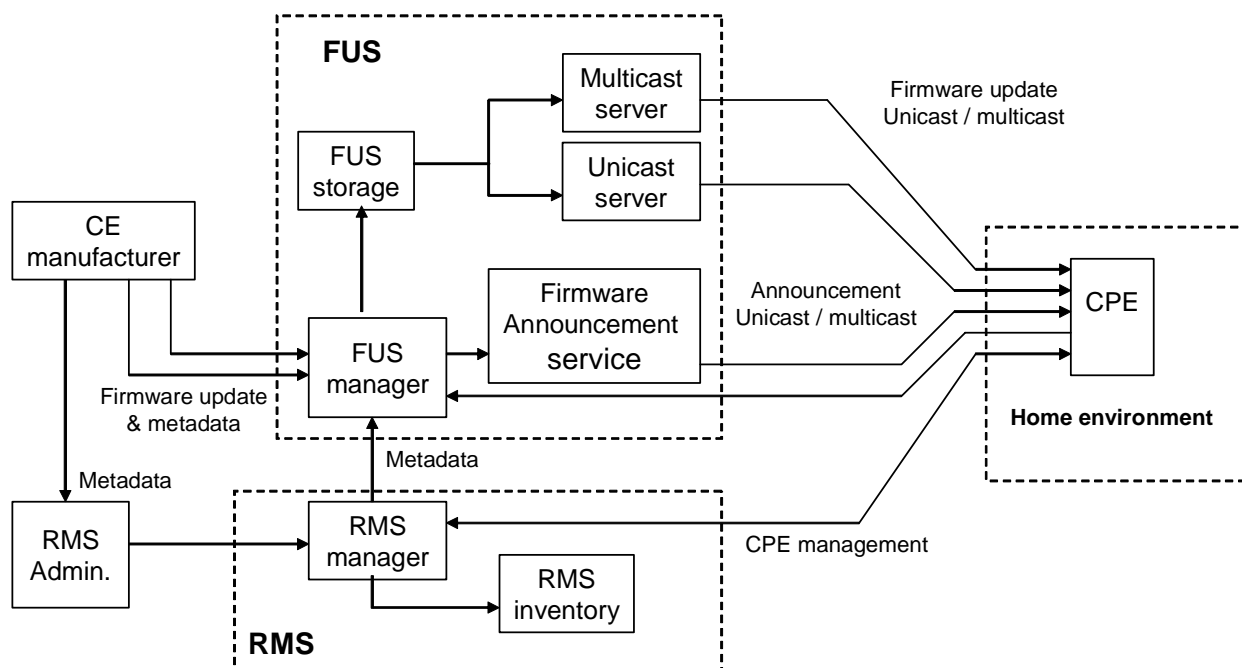 FUS
Multicast
server
Firmware update
Unicast / multicast
FUS
storage
Unicast
server
CE
manufacturer
Firmware
Announcement
service
Announcement
Unicast / multicast
CPE
FUS
manager
Firmware update
& metadata
Home environment
Metadata
Metadata
RMS
Admin.
RMS
manager
CPE management
RMS
inventory
RMS